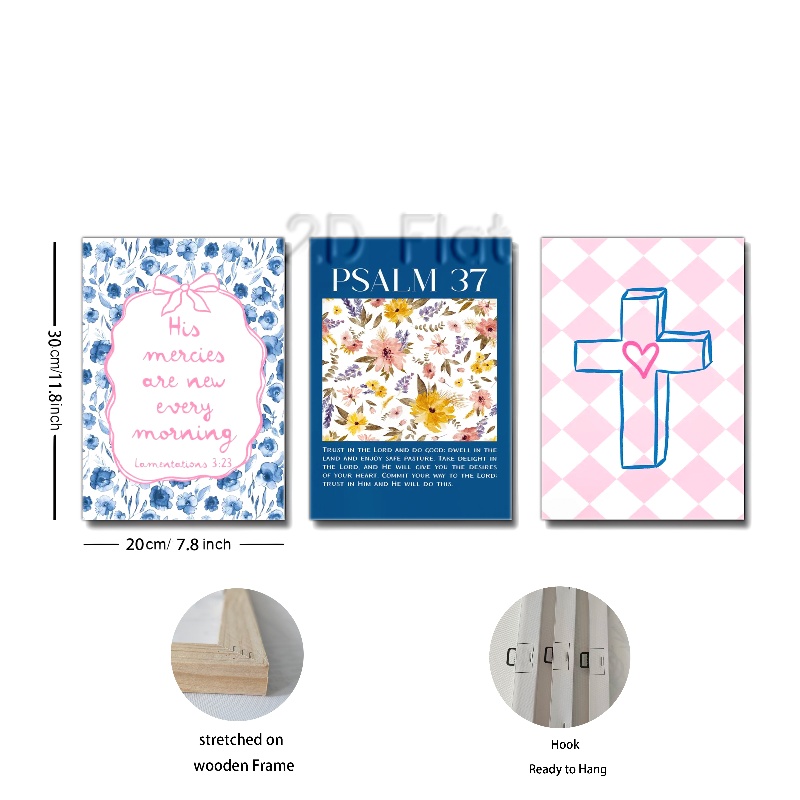 2D Flat
His
mercies
are new
every
morning
Lamentations 3:23
PSALM 37
Trust in the Lord and do good; dwell in the
land and enjoy safe pasture. Take delight in
the Lord, and He will give you the desires
of your heart. Commit your way to the Lord;
trust in Him and He will do this.
30cm/11.8inch
20cm/ 7.8 inch
stretched on
wooden Frame
Hook
Ready to Hang